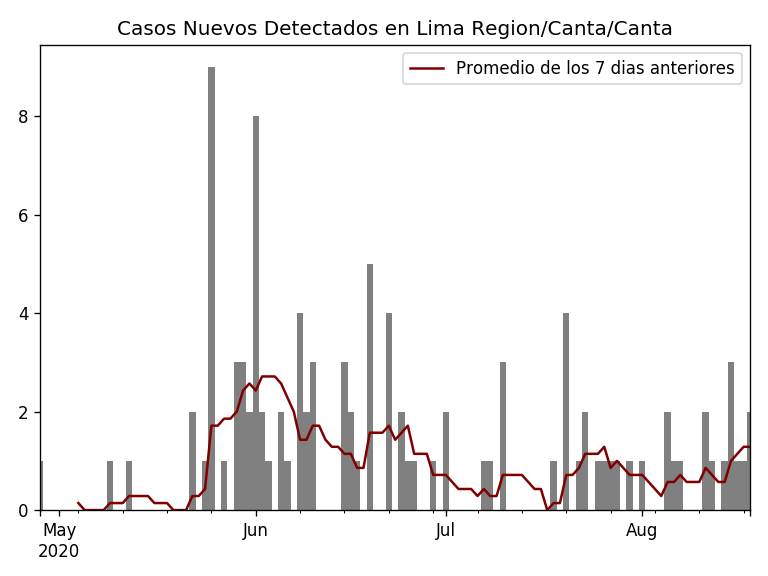 Casos Nuevos Detectados en Lima Region/Canta/Canta
Promedio de los 7 dias anteriores
8
6
4
2
0
May Jun Jul Aug
2020